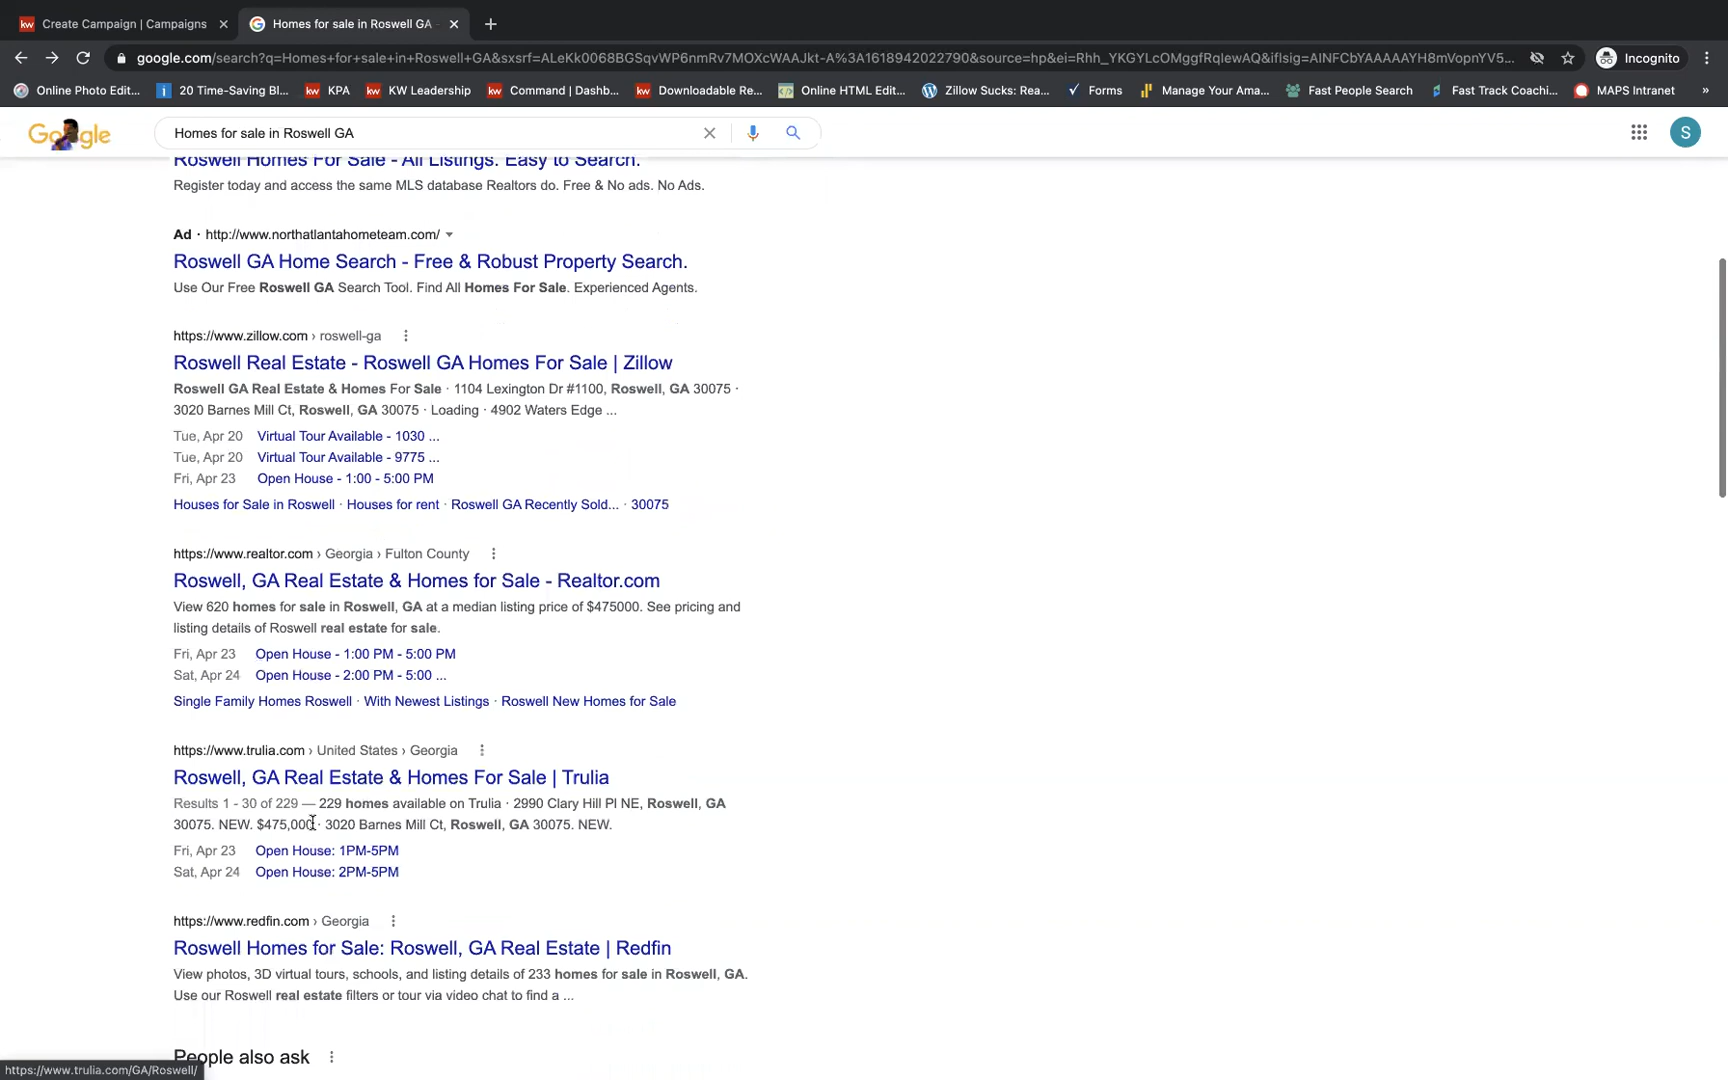 Create Campaign | Campaigns
Homes for sale in Roswell GA -
google.com/search?q=Homes+for+sale+in+Roswell+GA&sxsrf=ALeKk0068BGSqvWP6nmRv7MOXcWAAJkt-A%3A1618942022790&source=hp&ei=Rhh_YKGYLcOMggfRqIewAQ&iflsig=AINFCbYAAAAAYH8mVopnYV5...
Incognito
Online Photo Edit...
20 Time-Saving Bl...
KPA
KW Leadership
Command | Dashb...
Downloadable Re...
Online HTML Edit...
Zillow Sucks: Rea...
Forms
Manage Your Ama...
Fast People Search
Fast Track Coachi...
MAPS Intranet
»
Homes for sale in Roswell GA
S
Roswell Homes For Sale - All Listings. Easy to Search.
Register today and access the same MLS database Realtors do. Free & No ads. No Ads.
Ad · http://www.northatlantahometeam.com/
Roswell GA Home Search - Free & Robust Property Search.
Use Our Free Roswell GA Search Tool. Find All Homes For Sale. Experienced Agents.
https://www.zillow.com › roswell-ga
Roswell Real Estate - Roswell GA Homes For Sale | Zillow
Roswell GA Real Estate & Homes For Sale · 1104 Lexington Dr #1100, Roswell, GA 30075 ·
3020 Barnes Mill Ct, Roswell, GA 30075 · Loading · 4902 Waters Edge ...
Tue, Apr 20 Virtual Tour Available - 1030 ...
Tue, Apr 20 Virtual Tour Available - 9775 ...
Fri, Apr 23 Open House - 1:00 - 5:00 PM
Houses for Sale in Roswell · Houses for rent · Roswell GA Recently Sold... · 30075
https://www.realtor.com › Georgia › Fulton County
Roswell, GA Real Estate & Homes for Sale - Realtor.com
View 620 homes for sale in Roswell, GA at a median listing price of $475000. See pricing and
listing details of Roswell real estate for sale.
Fri, Apr 23 Open House - 1:00 PM - 5:00 PM
Sat, Apr 24 Open House - 2:00 PM - 5:00 ...
Single Family Homes Roswell · With Newest Listings · Roswell New Homes for Sale
https://www.trulia.com › United States › Georgia
Roswell, GA Real Estate & Homes For Sale | Trulia
Results 1 - 30 of 229 — 229 homes available on Trulia · 2990 Clary Hill Pl NE, Roswell, GA
30075. NEW. $475,000 · 3020 Barnes Mill Ct, Roswell, GA 30075. NEW.
Fri, Apr 23 Open House: 1PM-5PM
Sat, Apr 24 Open House: 2PM-5PM
https://www.redfin.com › Georgia
Roswell Homes for Sale: Roswell, GA Real Estate | Redfin
View photos, 3D virtual tours, schools, and listing details of 233 homes for sale in Roswell, GA.
Use our Roswell real estate filters or tour via video chat to find a ...
People also ask
https://www.trulia.com/GA/Roswell/